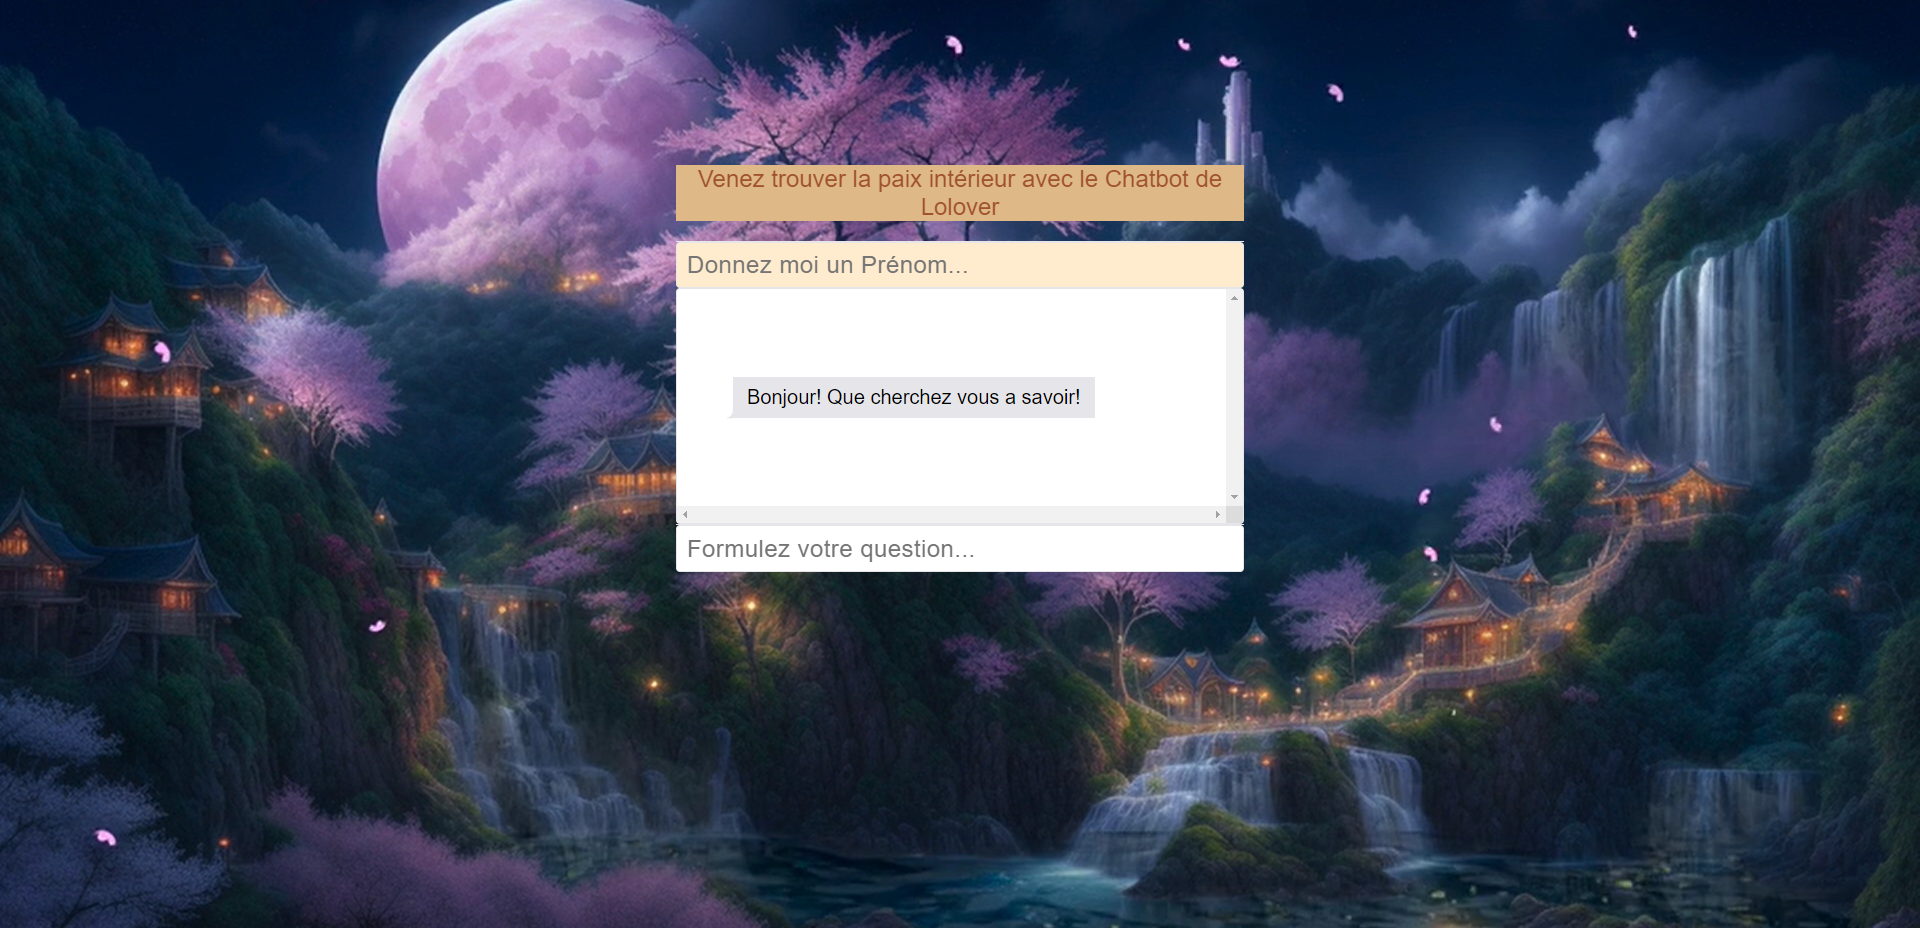 Venez trouver la paix intérieur avec le Chatbot de
Lolover
Donnez moi un Prénom...
Bonjour! Que cherchez vous a savoir!
Formulez votre question...